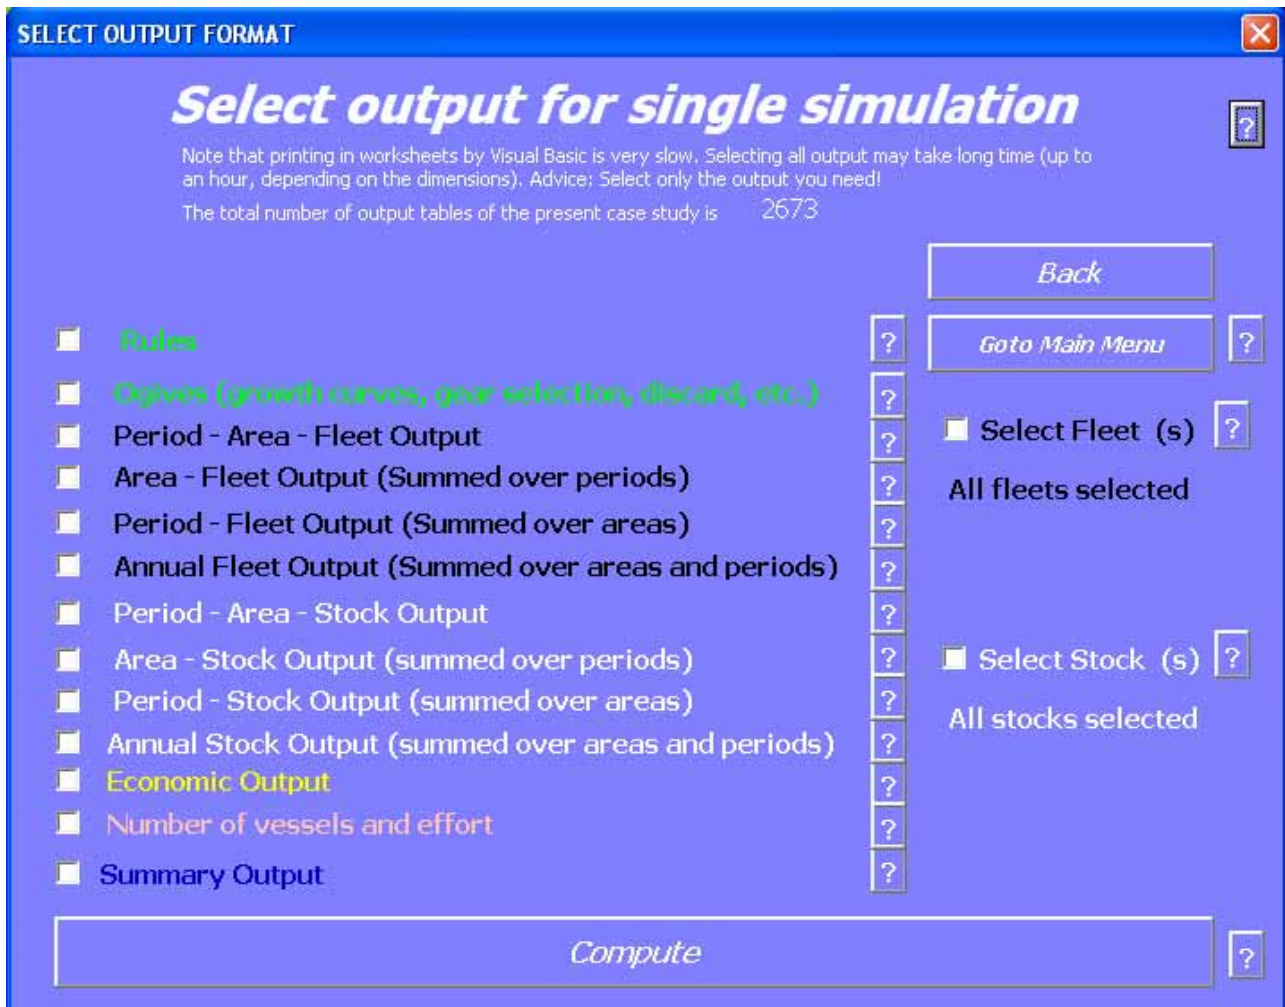 SELECT OUTPUT FORMAT
Select output for single simulation
?
Note that printing in worksheets by Visual Basic is very slow. Selecting all output may take long time (up to
an hour, depending on the dimensions). Advice: Select only the output you need!
The total number of output tables of the present case study is 2673
Back
Rules ?
Goto Main Menu ?
Ogives (growth curves, gear selection, discard, etc.) ?
Period - Area - Fleet Output ?
Select Fleet (s) ?
Area - Fleet Output (Summed over periods) ?
All fleets selected
Period - Fleet Output (Summed over areas) ?
Annual Fleet Output (Summed over areas and periods) ?
Period - Area - Stock Output ?
Area - Stock Output (summed over periods) ?
Select Stock (s) ?
Period - Stock Output (summed over areas) ?
All stocks selected
Annual Stock Output (summed over areas and periods) ?
Economic Output ?
Number of vessels and effort ?
Summary Output ?
Compute ?